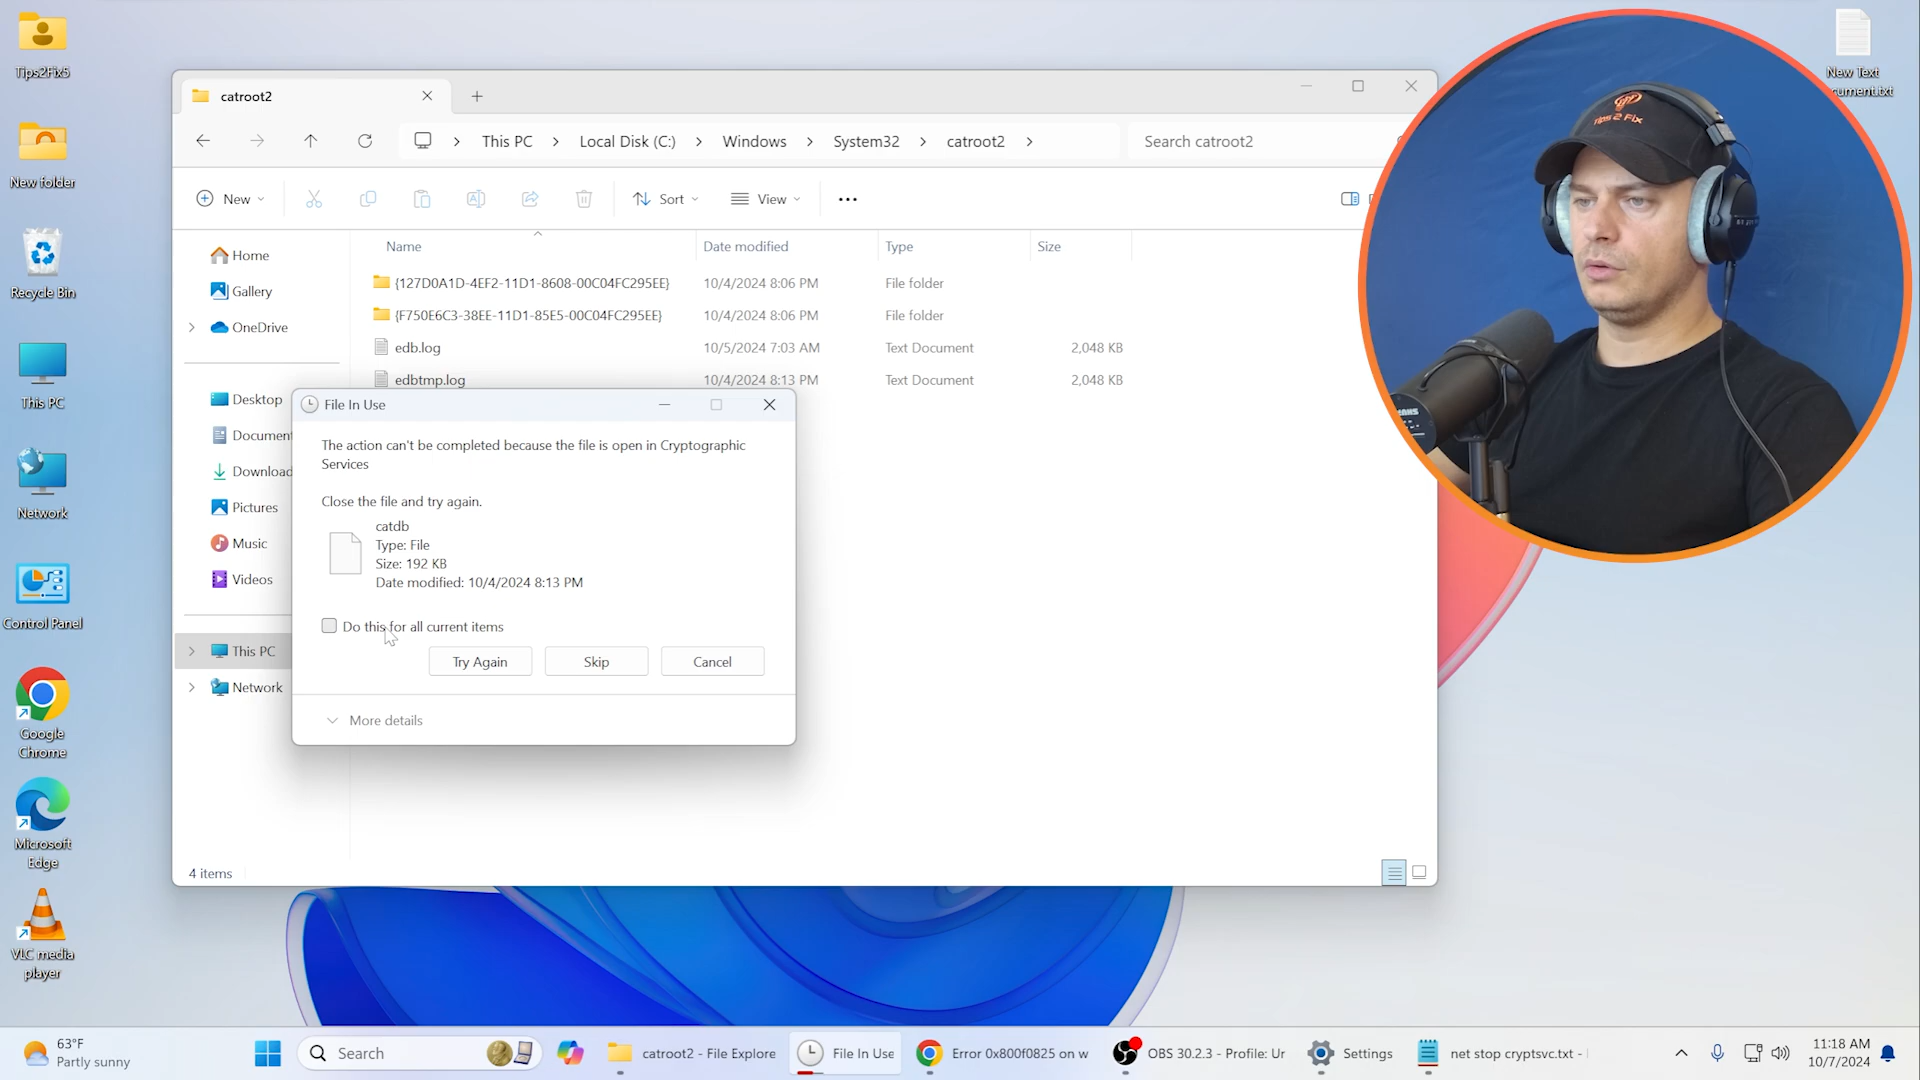 Tips2Fix5
New folder
Recycle Bin
This PC
Network
Control Panel
Google
Chrome
Microsoft
Edge
VLC media
player
New Text
cument.txt
Tips 2 Fix
catroot2
This PC
Local Disk (C:)
Windows
System32
catroot2
Search catroot2
New
Sort
View
Home
Gallery
OneDrive
Desktop
Document
Download
Pictures
Music
Videos
This PC
Network
Name Date modified Type Size
{127D0A1D-4EF2-11D1-8608-00C04FC295EE} 10/4/2024 8:06 PM File folder
{F750E6C3-38EE-11D1-85E5-00C04FC295EE} 10/4/2024 8:06 PM File folder
edb.log 10/5/2024 7:03 AM Text Document 2,048 KB
edbtmp.log 10/4/2024 8:13 PM Text Document 2,048 KB
File In Use
The action can't be completed because the file is open in Cryptographic
Services
Close the file and try again.
catdb
Type: File
Size: 192 KB
Date modified: 10/4/2024 8:13 PM
Do this for all current items
Try Again Skip Cancel
More details
4 items
63°F
Partly sunny
Search
catroot2 - File Explore
File In Use
Error 0x800f0825 on w
OBS 30.2.3 - Profile: Ur
Settings
net stop cryptsvc.txt -
11:18 AM
10/7/2024